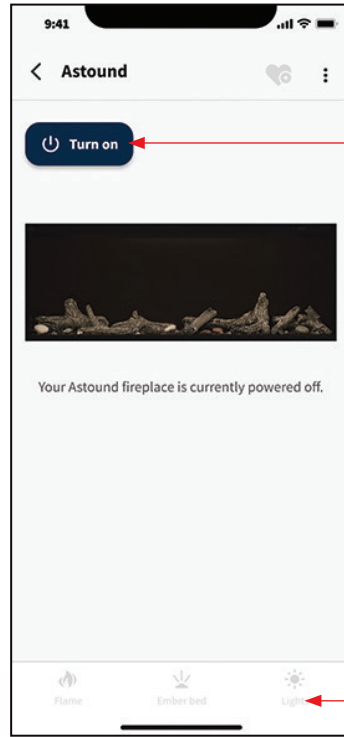 9:41
Astound
Turn on
Your Astound fireplace is currently powered off.
Flame Ember bed Light